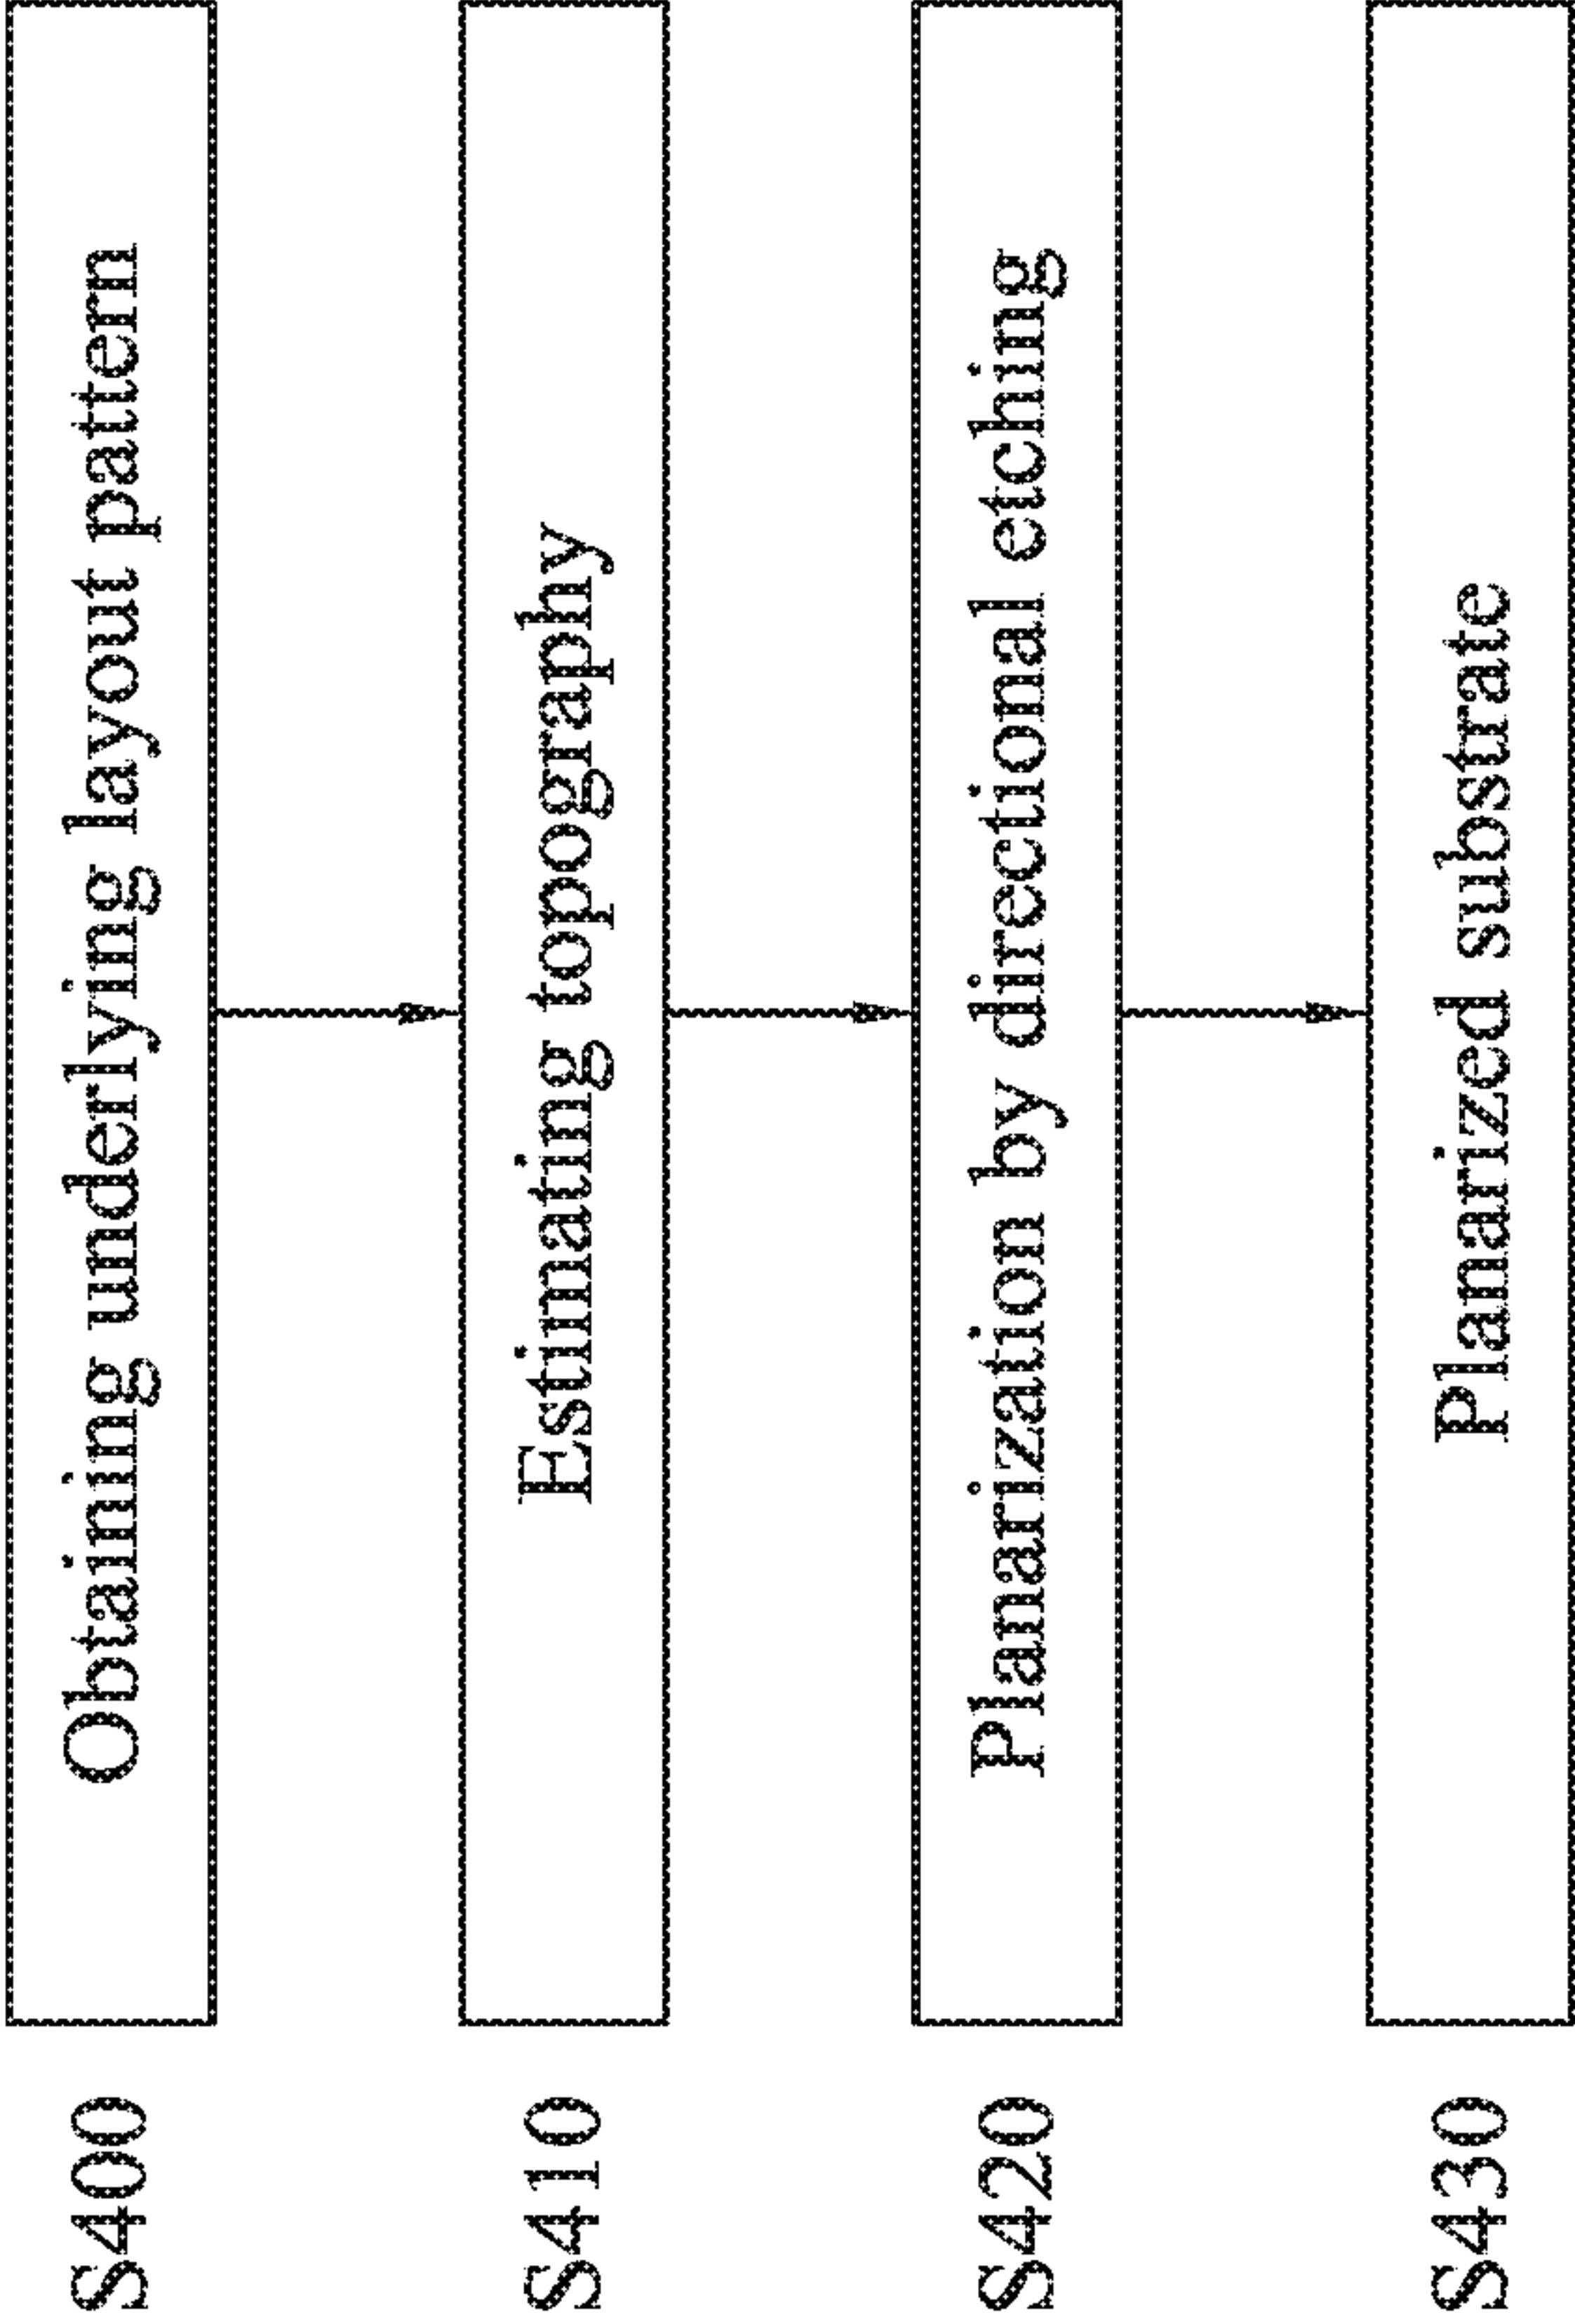 S400 Obtaining underlying layout pattern
S410 Estimating topography
S420 Planarization by directional etching
S430 Planarized substrate